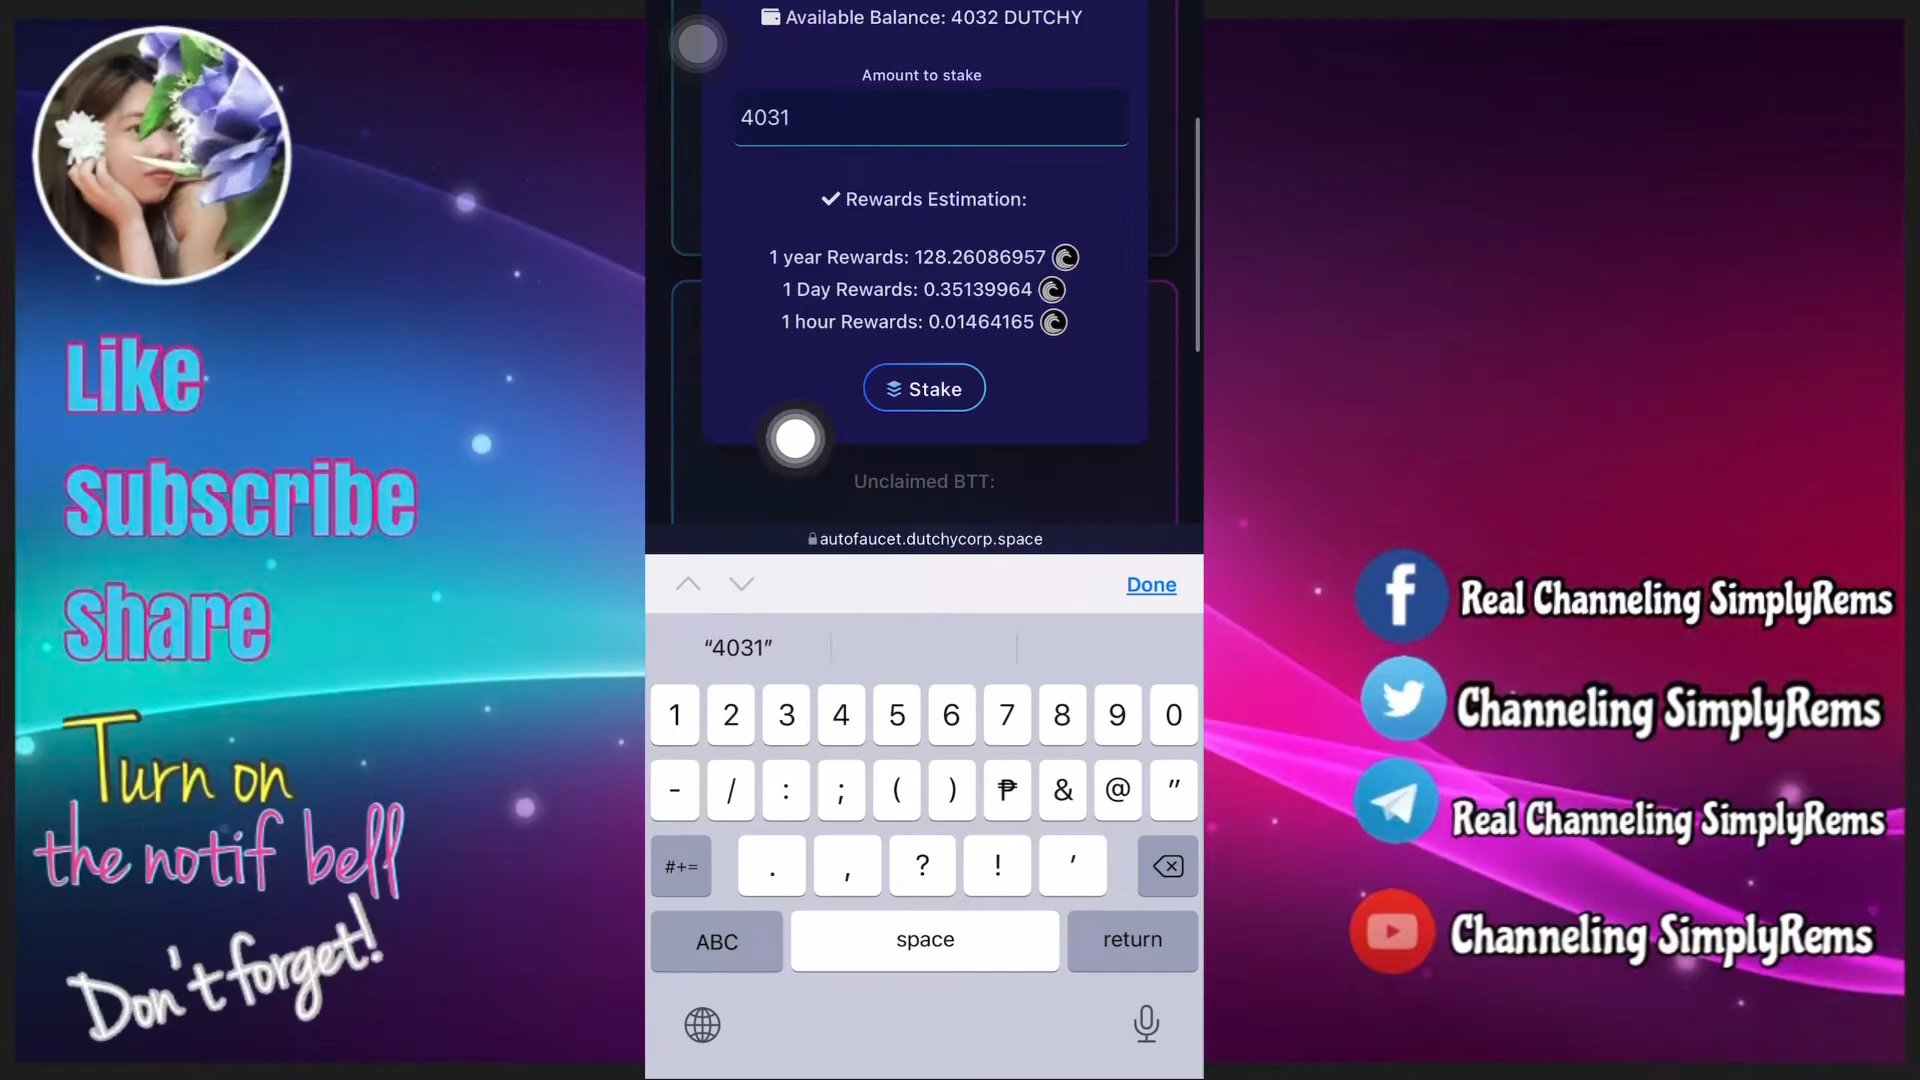 Like
Subscribe
Share
Turn on
the notif bell
Don't forget!
Available Balance: 4032 DUTCHY
Amount to stake
4031
Rewards Estimation:
1 year Rewards: 128.26086957
1 Day Rewards: 0.35139964
1 hour Rewards: 0.01464165
Stake
Unclaimed BTT:
autofaucet.dutchycorp.space
Done
“4031”
1 2 3 4 5 6 7 8 9 0
- / : ; ( ) ₱ & @ "
#+= . , ? ! '
ABC space return
f Real Channeling SimplyRems
Channeling SimplyRems
Real Channeling SimplyRems
Channeling SimplyRems